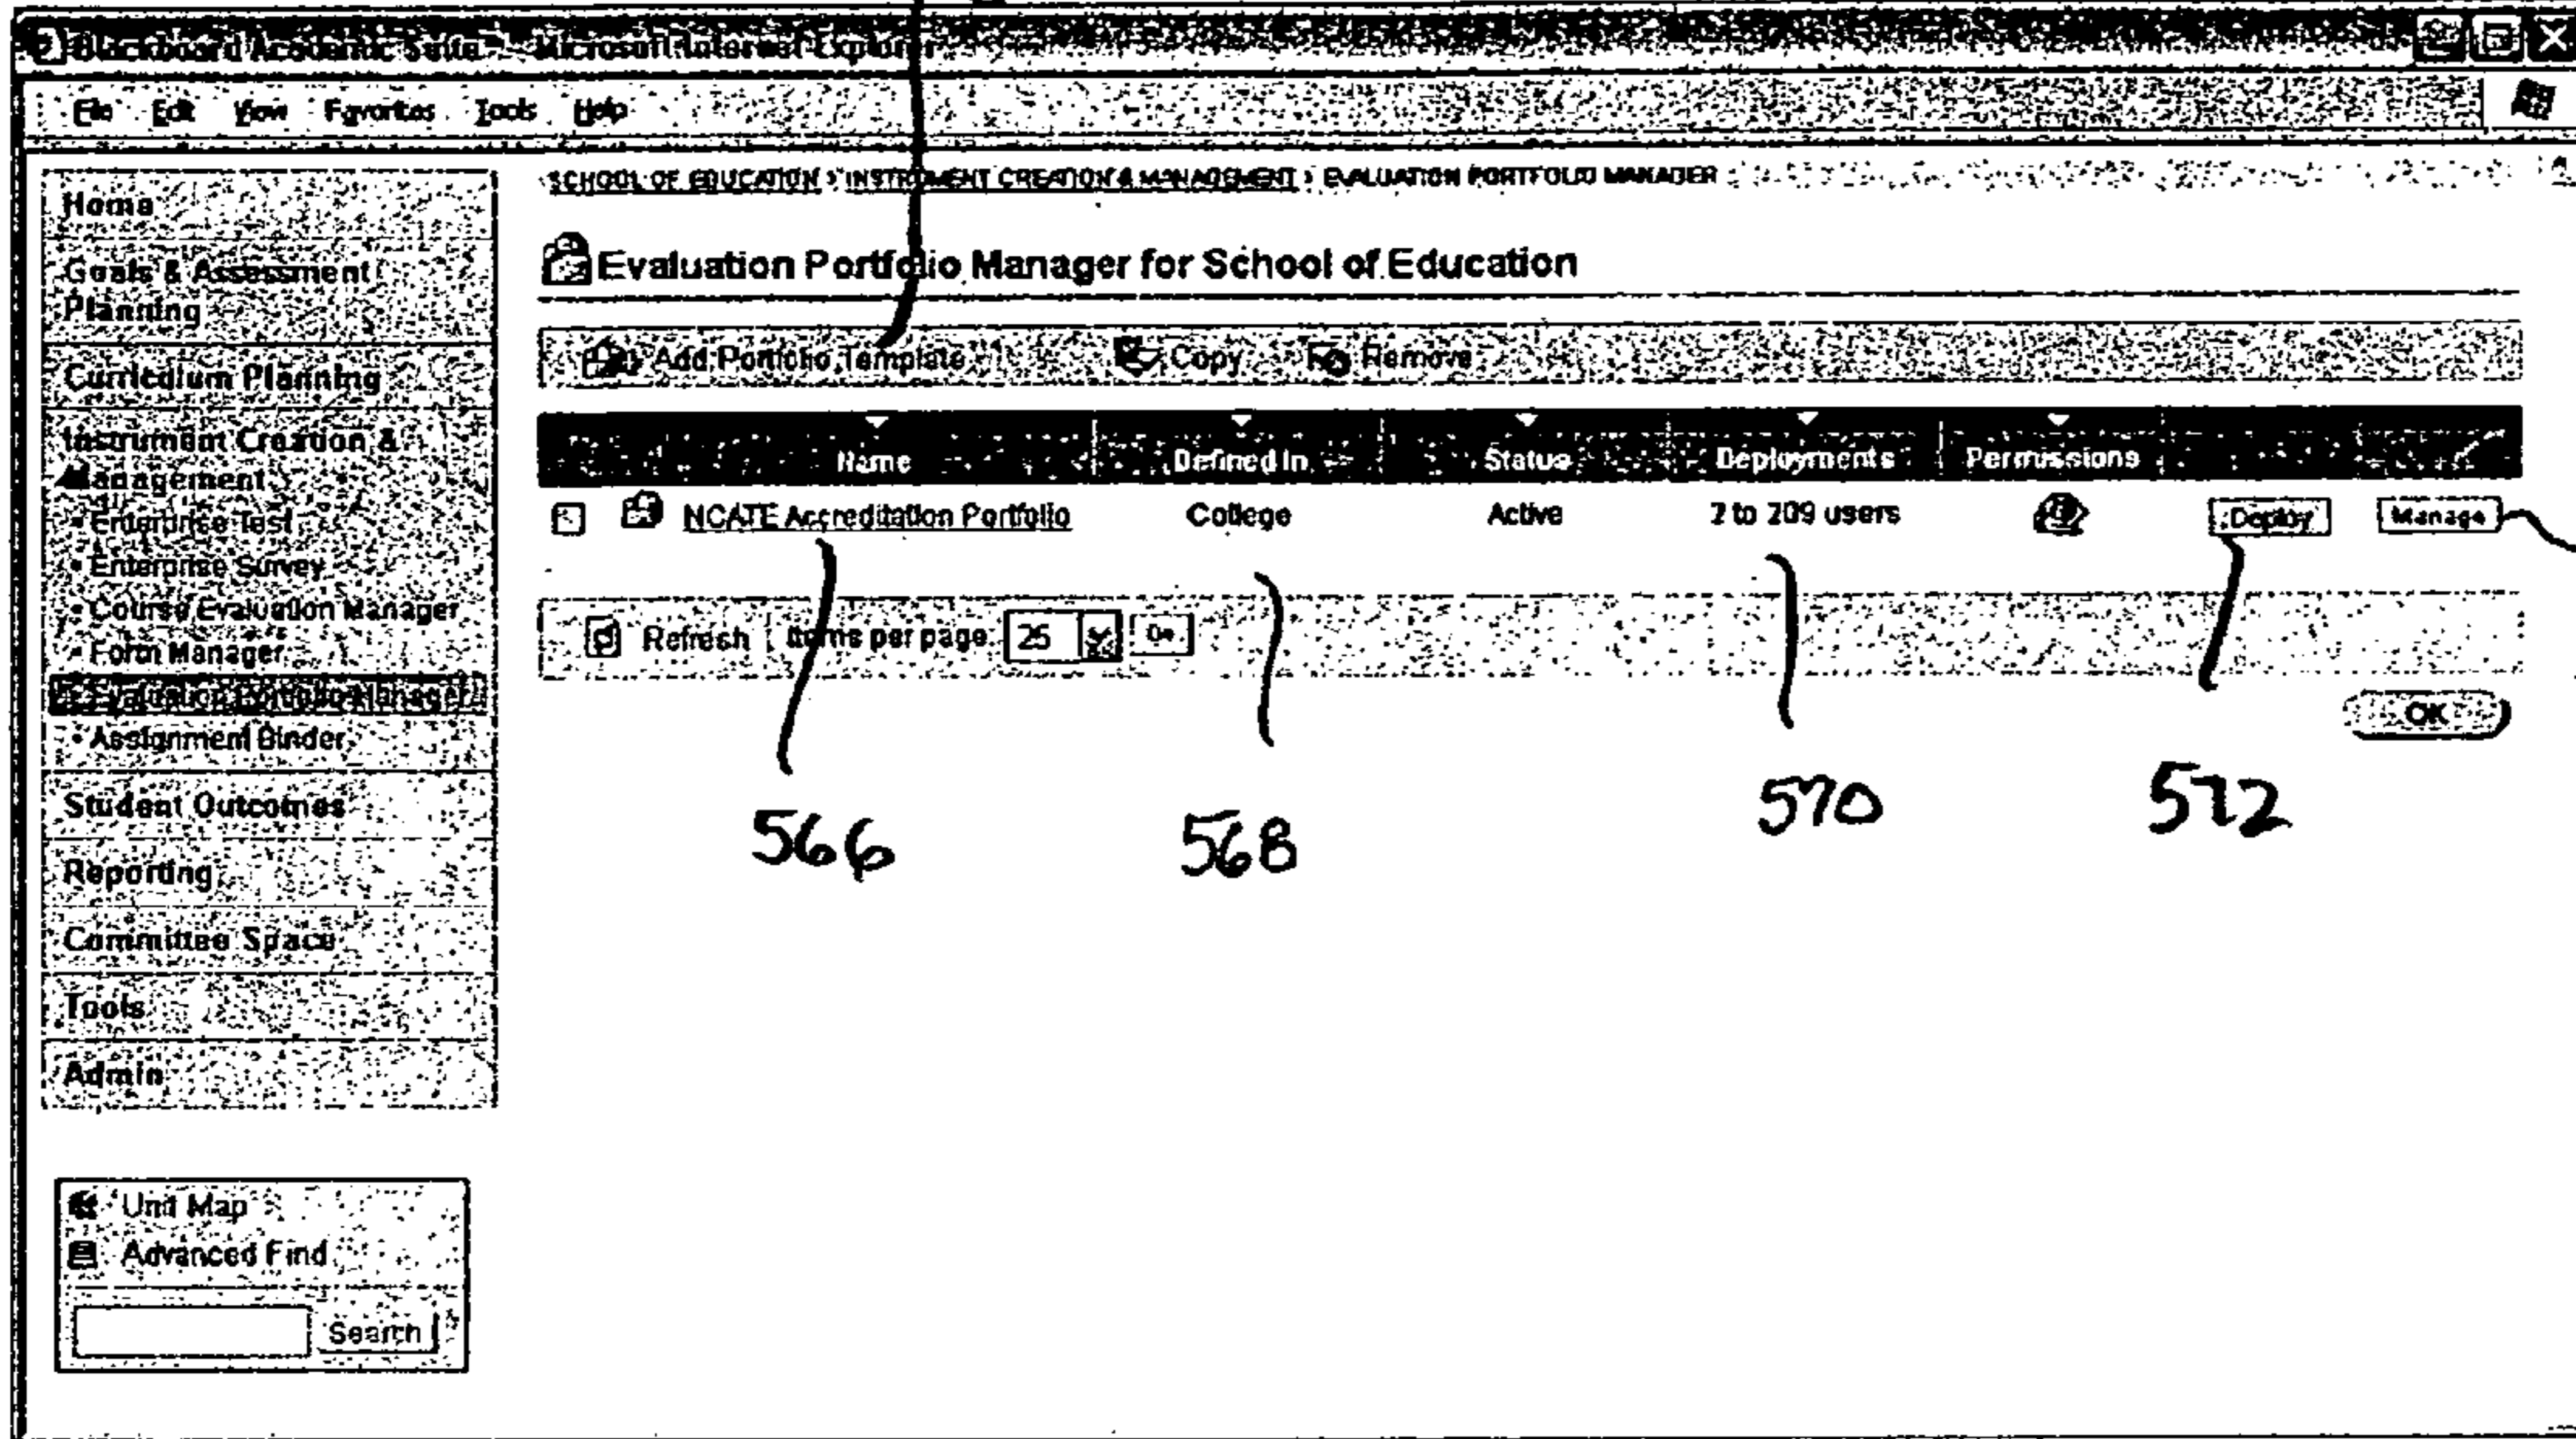 Blackboard Academic Suite - Microsoft Internet Explorer
File Edit View Favorites Tools Help
SCHOOL OF EDUCATION > INSTRUMENT CREATION & MANAGEMENT > EVALUATION PORTFOLIO MANAGER
Home
Goals & Assessment
Planning
Curriculum Planning
Instrument Creation &
Management
• Enterprise Test
• Enterprise Survey
• Course Evaluation Manager
• Form Manager
• Evaluation Portfolio Manager
• Assignment Binder
Student Outcomes
Reporting
Committee Space
Tools
Admin
Unit Map
Advanced Find
Search
Evaluation Portfolio Manager for School of Education
Add Portfolio Template Copy Remove
Name Defined In Status Deployments Permissions
NCATE Accreditation Portfolio College Active 2 to 209 users Deploy Manage
Refresh Items per page: 25
OK
566 568 570 572